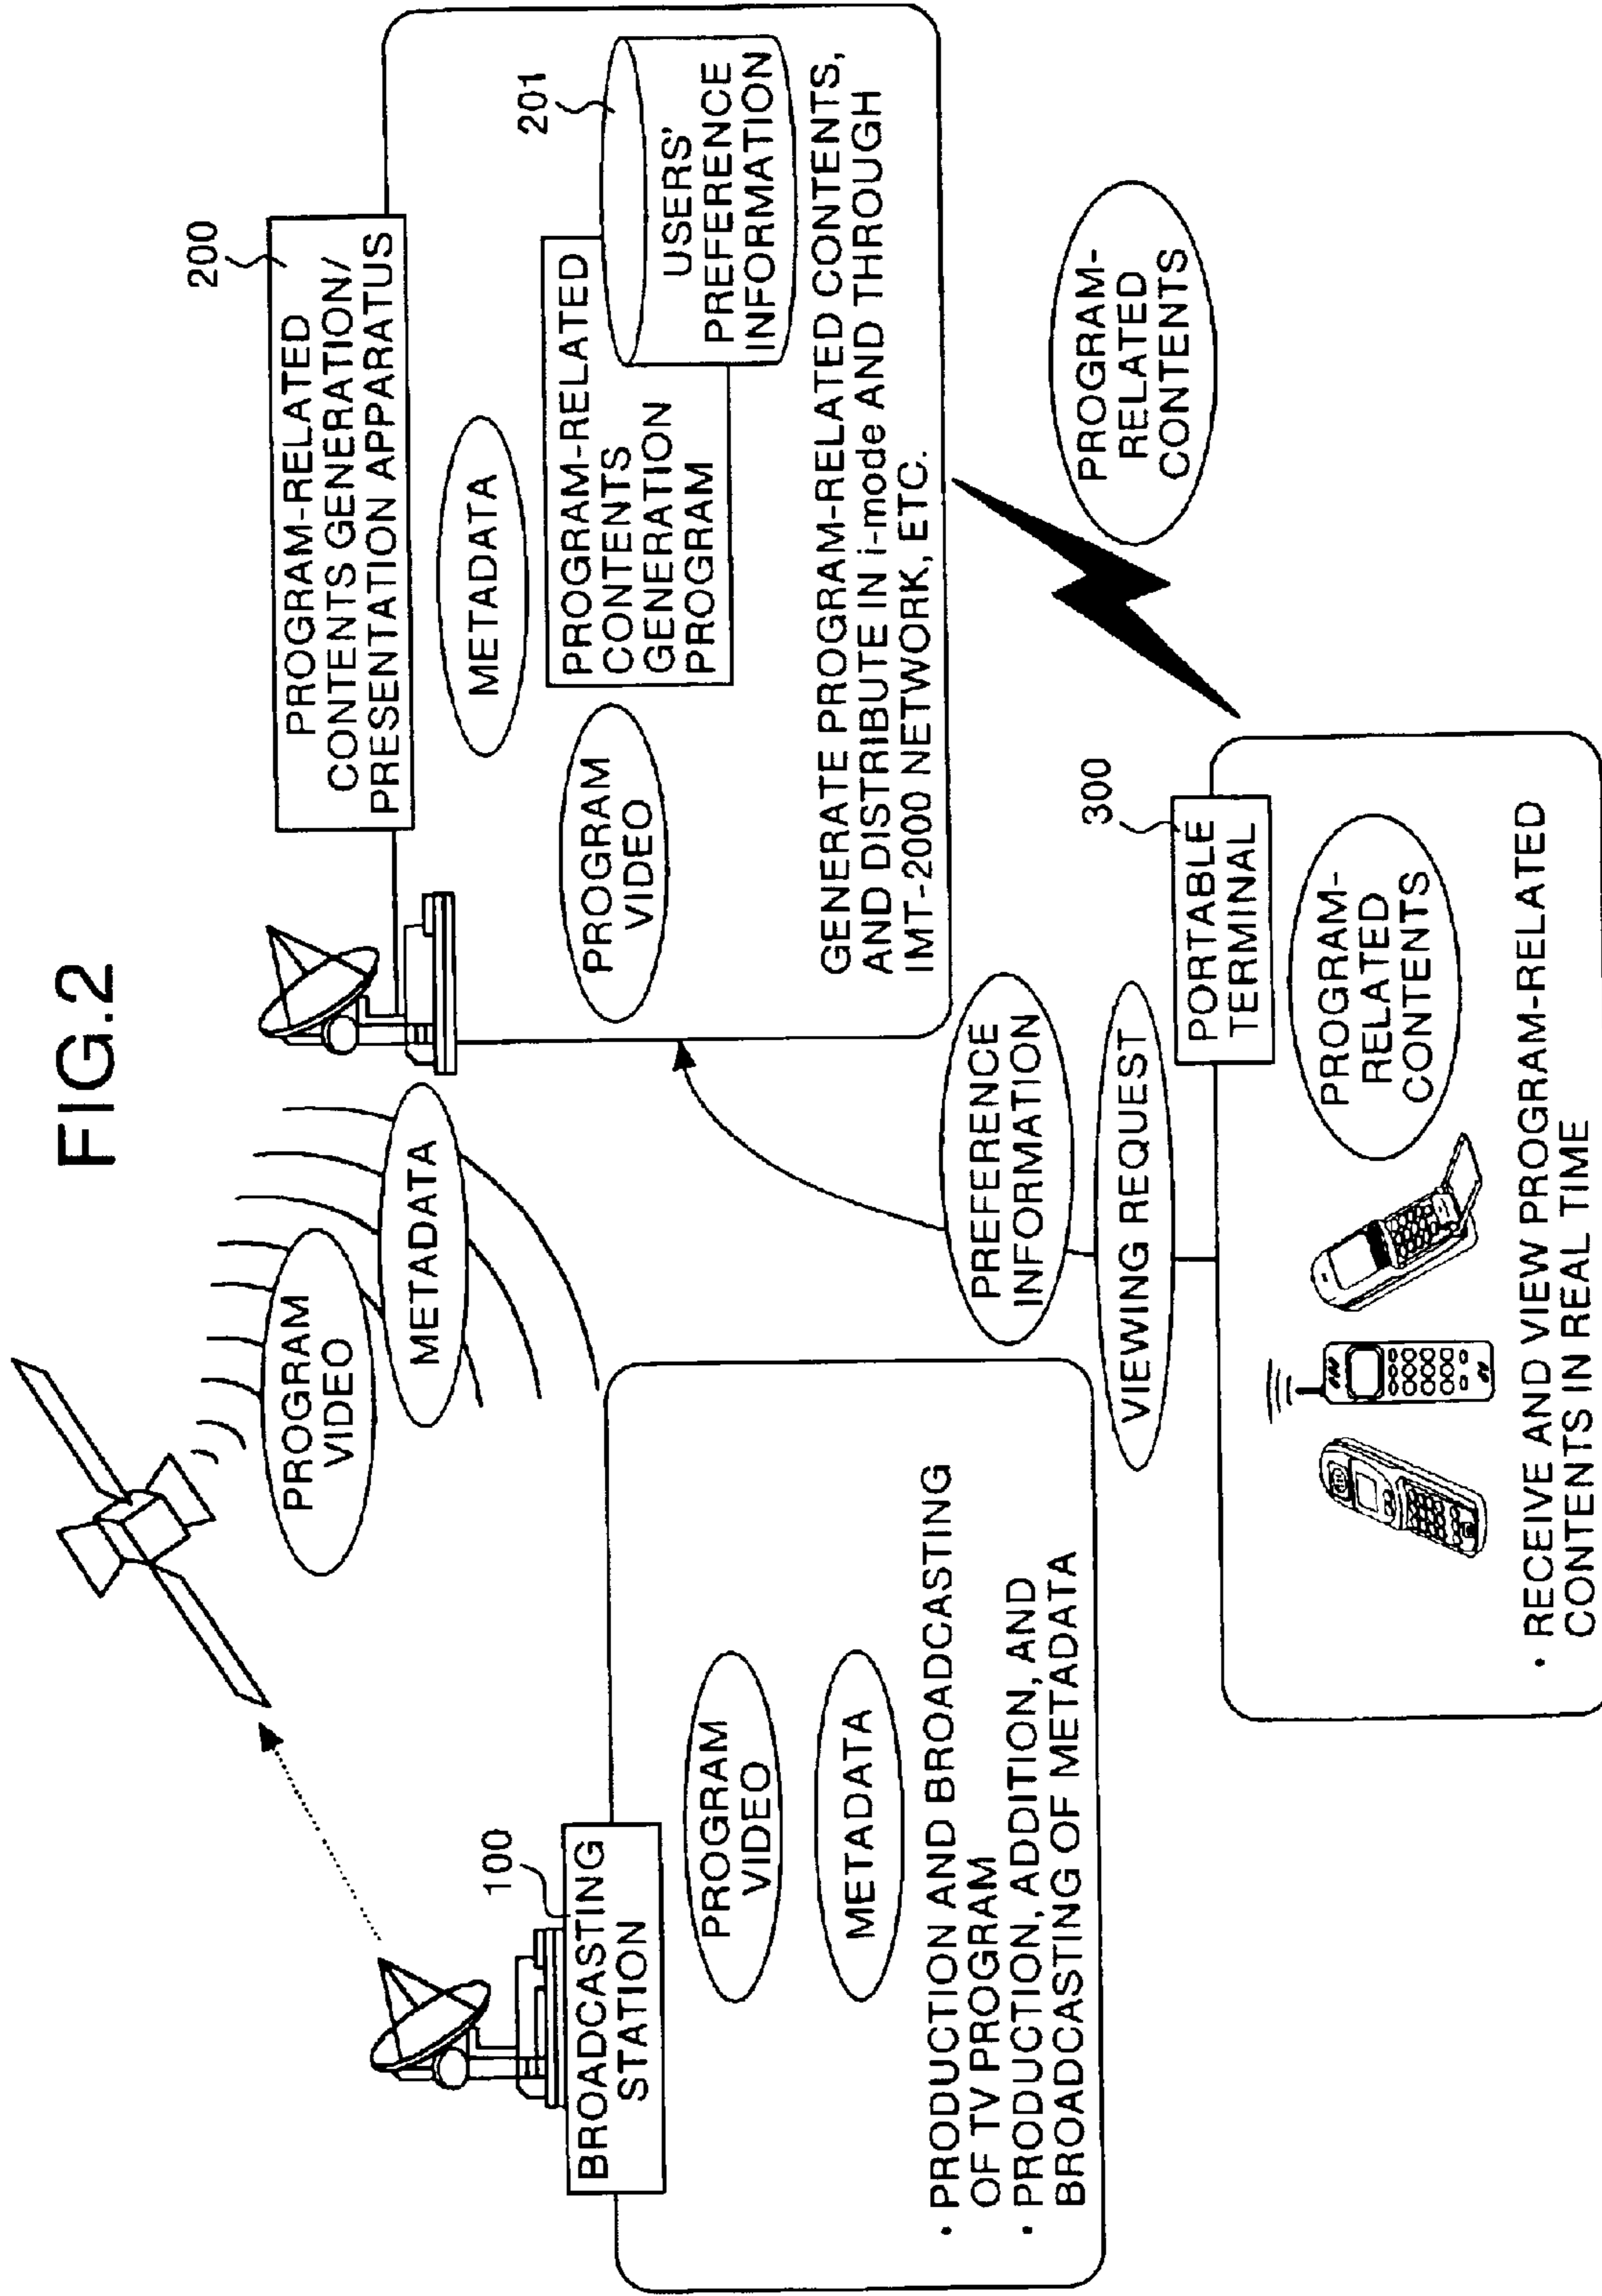 FIG.2
100
BROADCASTING
STATION
PROGRAM
VIDEO
METADATA
• PRODUCTION AND BROADCASTING
OF TV PROGRAM
• PRODUCTION, ADDITION, AND
BROADCASTING OF METADATA
PROGRAM
VIDEO
METADATA
200
PROGRAM-RELATED
CONTENTS GENERATION/
PRESENTATION APPARATUS
METADATA
PROGRAM
VIDEO
PROGRAM-RELATED
CONTENTS
GENERATION
PROGRAM
201
USERS'
PREFERENCE
INFORMATION
GENERATE PROGRAM-RELATED CONTENTS,
AND DISTRIBUTE IN i-mode AND THROUGH
IMT-2000 NETWORK, ETC.
PREFERENCE
INFORMATION
VIEWING REQUEST
PROGRAM-
RELATED
CONTENTS
300
PORTABLE
TERMINAL
PROGRAM-
RELATED
CONTENTS
• RECEIVE AND VIEW PROGRAM-RELATED
CONTENTS IN REAL TIME